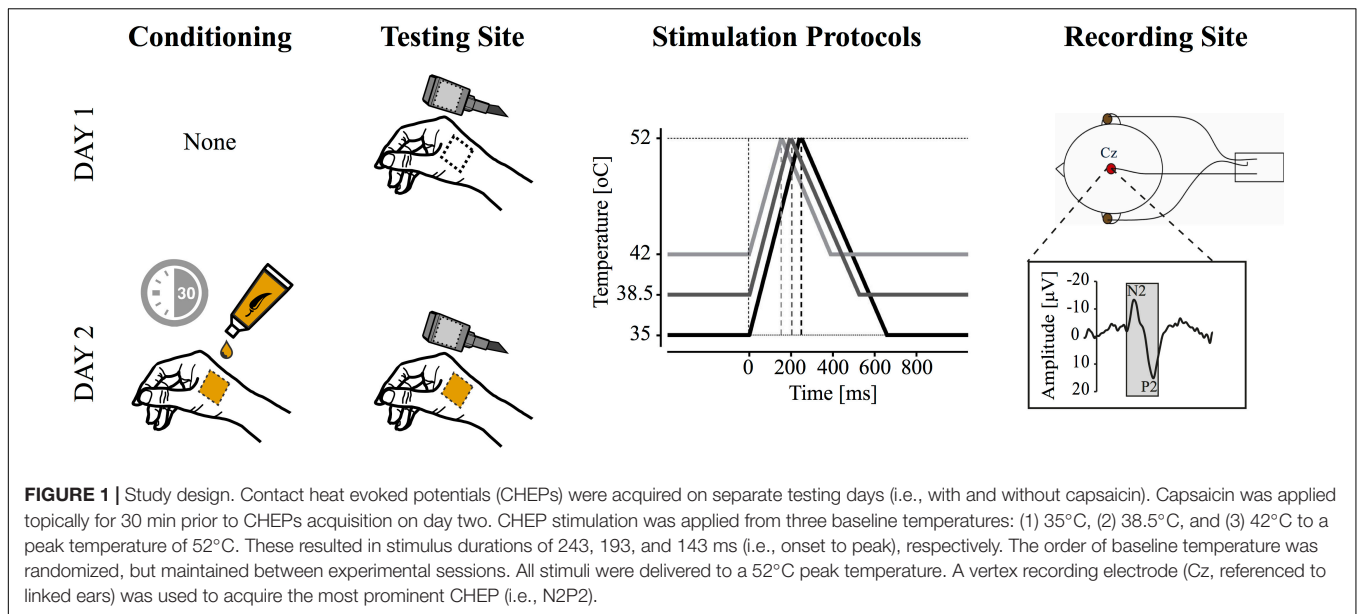 Conditioning
Testing Site
Stimulation Protocols
Recording Site
DAY 1
None
Temperature [oC]
52
42
38.5
35
0 200 400 600 800
Time [ms]
Cz
DAY 2
30
Amplitude [µV]
-20
-10
0
10
20
N2
P2
FIGURE 1 | Study design. Contact heat evoked potentials (CHEPs) were acquired on separate testing days (i.e., with and without capsaicin). Capsaicin was applied
topically for 30 min prior to CHEPs acquisition on day two. CHEP stimulation was applied from three baseline temperatures: (1) 35°C, (2) 38.5°C, and (3) 42°C to a
peak temperature of 52°C. These resulted in stimulus durations of 243, 193, and 143 ms (i.e., onset to peak), respectively. The order of baseline temperature was
randomized, but maintained between experimental sessions. All stimuli were delivered to a 52°C peak temperature. A vertex recording electrode (Cz, referenced to
linked ears) was used to acquire the most prominent CHEP (i.e., N2P2).